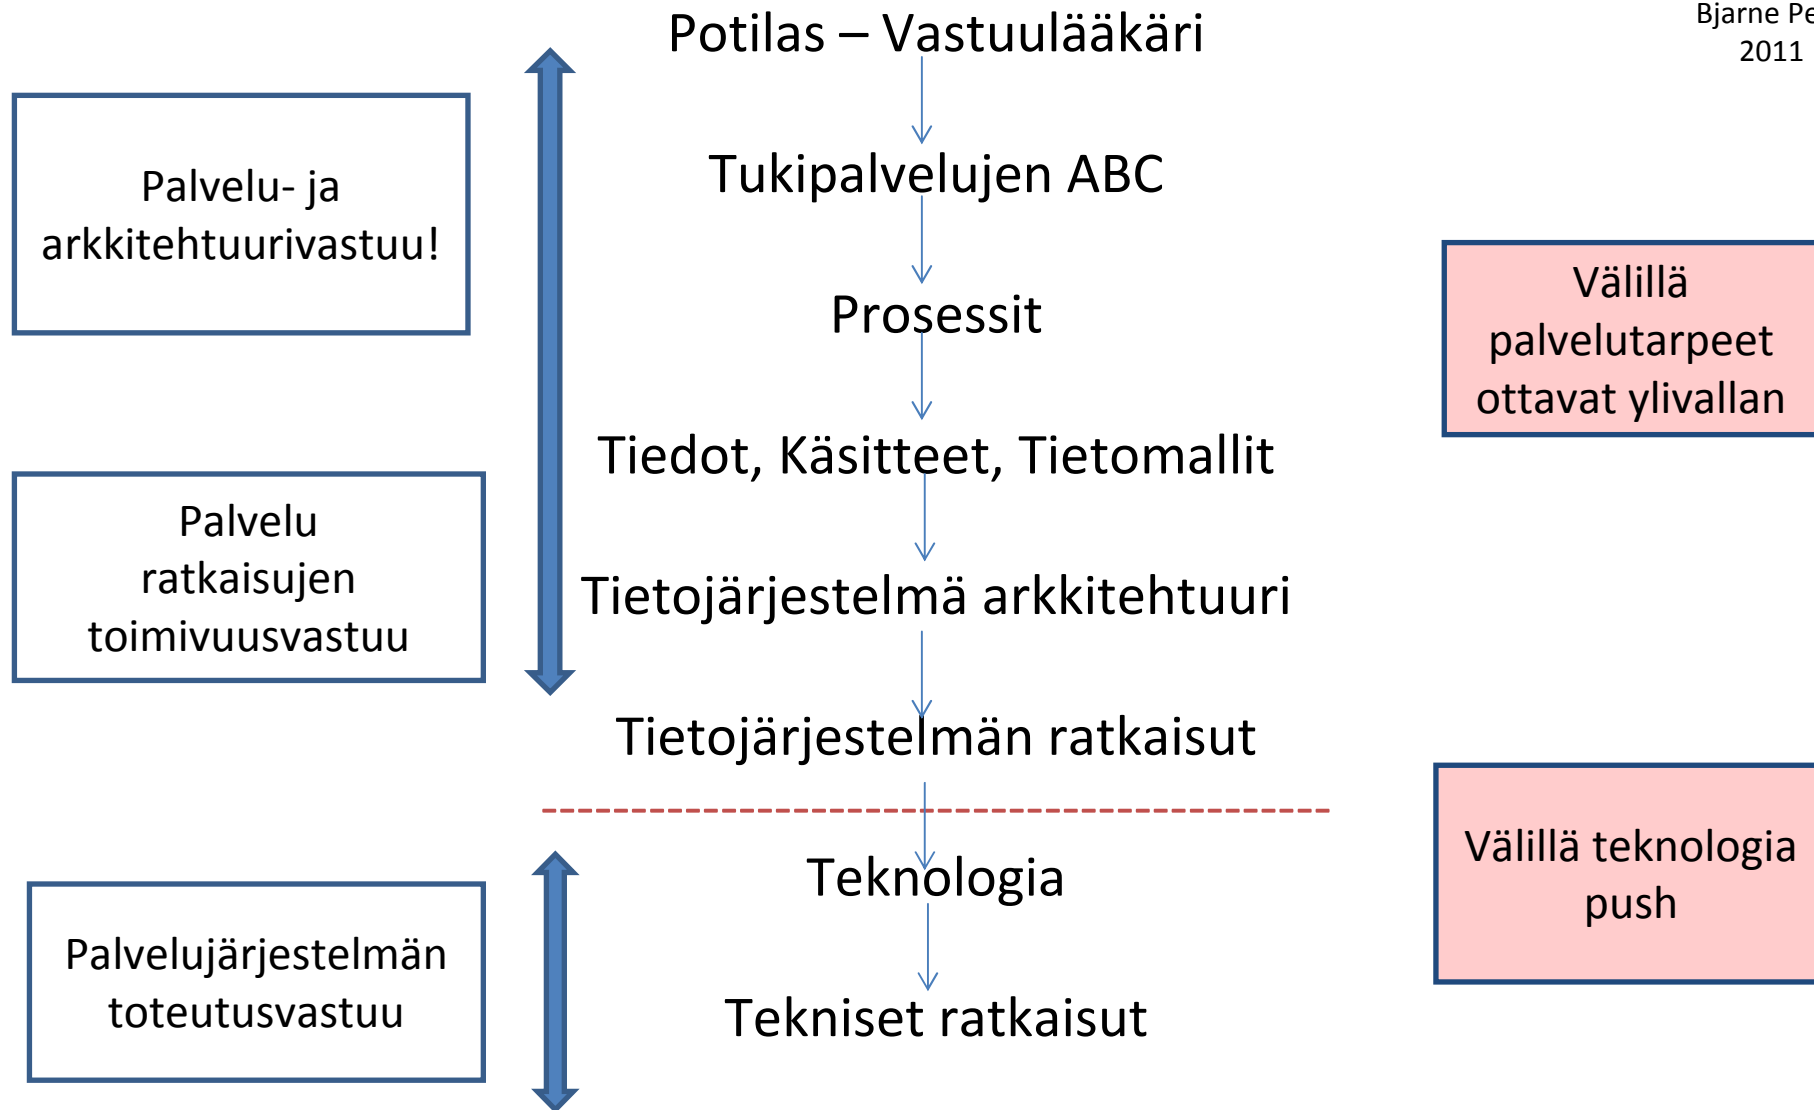 Bjarne
2011
Potilas – Vastuulääkäri
Tukipalvelujen ABC
Prosessit
Tiedot, Käsitteet, Tietomallit
Tietojärjestelmä arkkitehtuuri
Tietojärjestelmän ratkaisut
Teknologia
Tekniset ratkaisut
Palvelu- ja
arkkitehtuurivastuu!
Palvelu
ratkaisujen
toimivuusvastuu
Palvelujärjestelmän
toteutusvastuu
Välillä
palvelutarpeet
ottavat ylivallan
Välillä teknologia
push